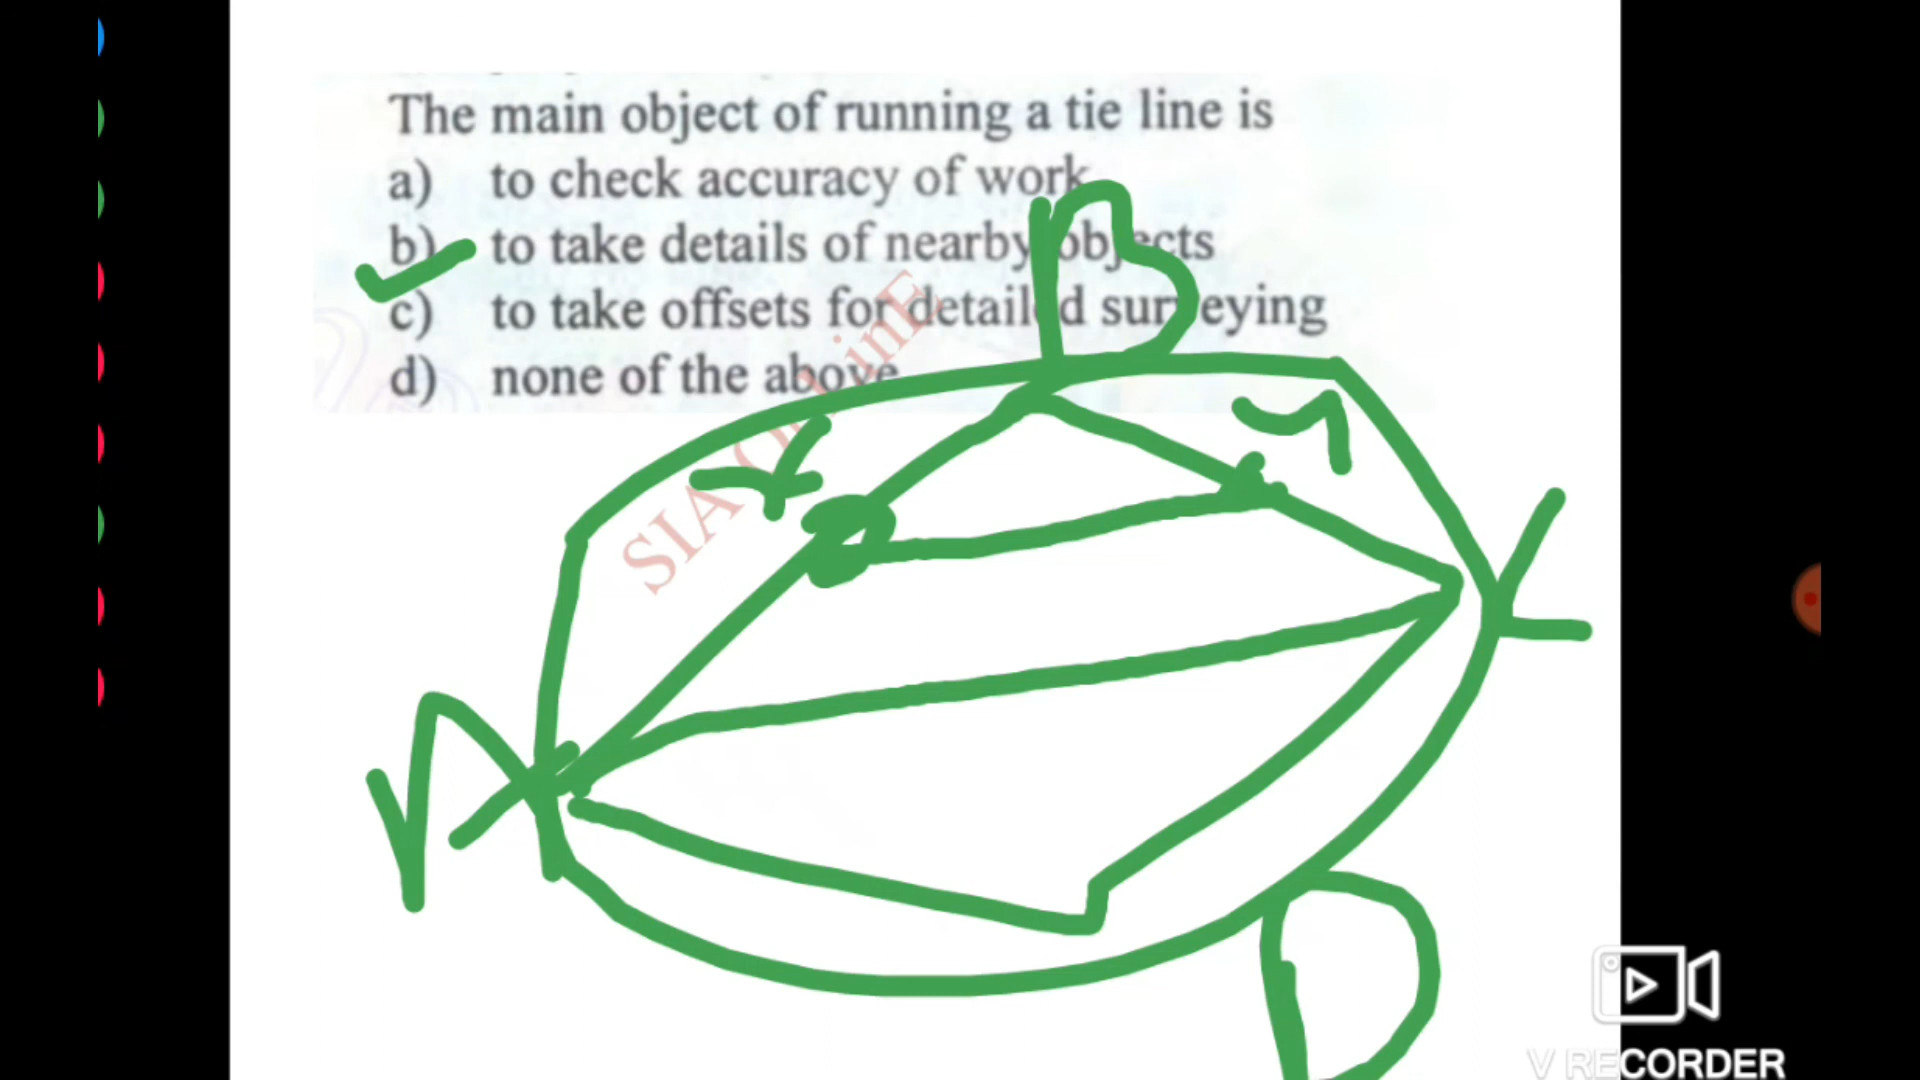 The main object of running a tie line is
a) to check accuracy of work
b) to take details of nearby objects
c) to take offsets for detailed surveying
d) none of the above
B
A
D
V RECORDER